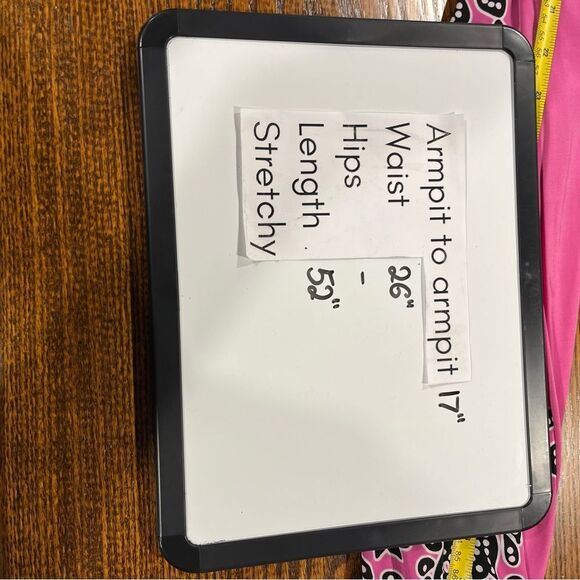 Armpit to armpit 17"
Waist 26"
Hips -
Length . 52"
Stretchy